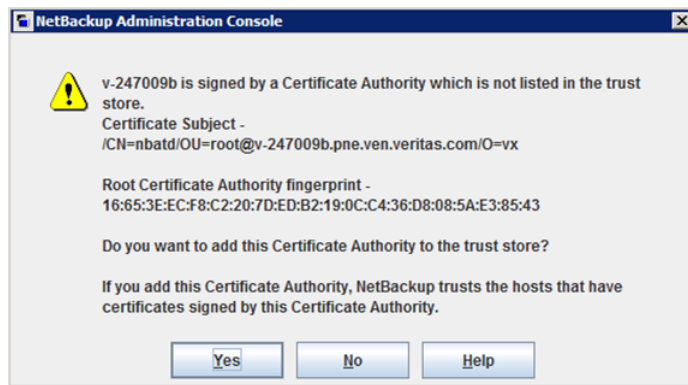 NetBackup Administration Console
v-247009b is signed by a Certificate Authority which is not listed in the trust
store.
Certificate Subject -
/CN=nbatd/OU=root@v-247009b.pne.ven.veritas.com/O=vx
Root Certificate Authority fingerprint -
16:65:3E:EC:F8:C2:20:7D:ED:B2:19:0C:C4:36:D8:08:5A:E3:85:43
Do you want to add this Certificate Authority to the trust store?
If you add this Certificate Authority, NetBackup trusts the hosts that have
certificates signed by this Certificate Authority.
Yes No Help